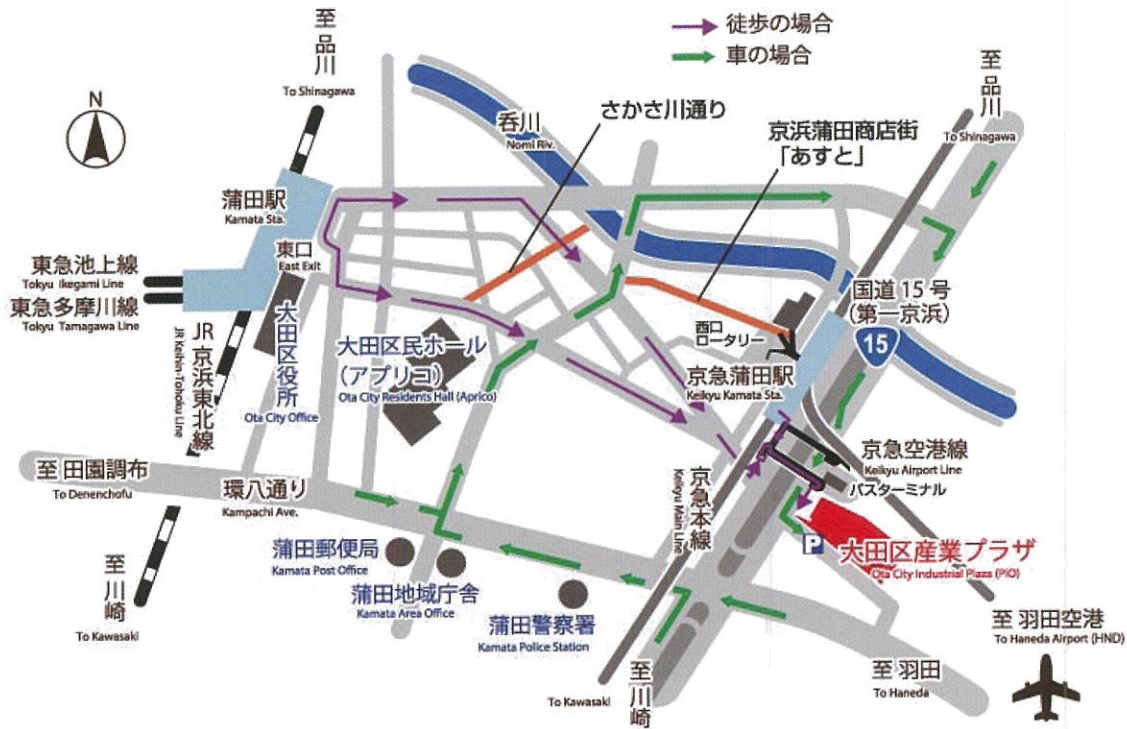 徒歩の場合
車の場合
至品川
To Shinagawa
N
至品川
To Shinagawa
さかさ川通り
呑川
Nomi Riv.
京浜蒲田商店街
「あすと」
蒲田駅
Kamata Sta.
東口
East Exit
東急池上線
Tokyu Ikegami Line
東急多摩川線
Tokyu Tamagawa Line
JR京浜東北線
JR Keihin-Tohoku Line
大田区役所
Ota City Office
大田区民ホール
(アプリコ)
Ota City Residents Hall (Aprico)
西口
ロータリー
京急蒲田駅
Keikyu Kamata Sta.
国道15号
(第一京浜)
15
京急空港線
Keikyu Airport Line
バスターミナル
至 田園調布
To Denenchofu
環八通り
Kampachi Ave.
京急本線
Keikyu Main Line
P
大田区産業プラザ
Ota City Industrial Plaza (PiO)
蒲田郵便局
Kamata Post Office
蒲田地域庁舎
Kamata Area Office
蒲田警察署
Kamata Police Station
至川崎
To Kawasaki
至川崎
To Kawasaki
至 羽田
To Haneda
至 羽田空港
To Haneda Airport (HND)